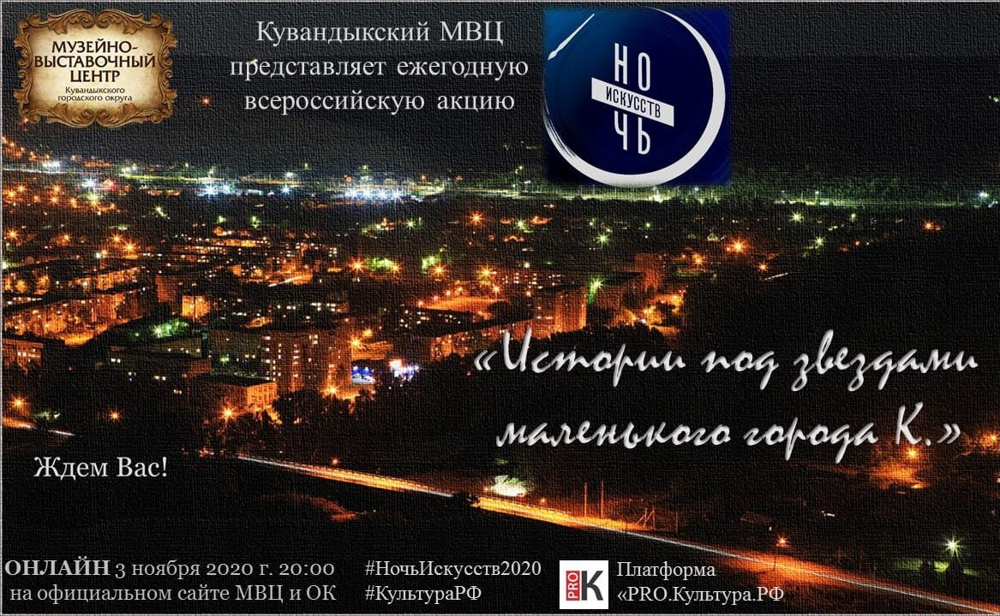 МУЗЕЙНО-
ВЫСТАВОЧНЫЙ
ЦЕНТР
Кувандыкского
городского округа
Кувандыкский МВЦ
представляет ежегодную
всероссийскую акцию
НО
ИСКУССТВ
ЧЬ
«Истории под звездами
маленького города К.»
Ждем Вас!
ОНЛАЙН 3 ноября 2020 г. 20:00
на официальном сайте МВЦ и ОК
#НочьИскусств2020
#КультураРФ
PRO К
Платформа
«PRO.Культура.РФ